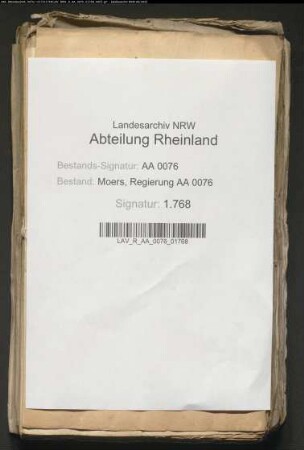 Landesarchiv NRW
Abteilung Rheinland
Bestands-Signatur: AA 0076
Bestand: Moers, Regierung AA 0076
Signatur: 1.768
LAV_R_AA_0076_01768